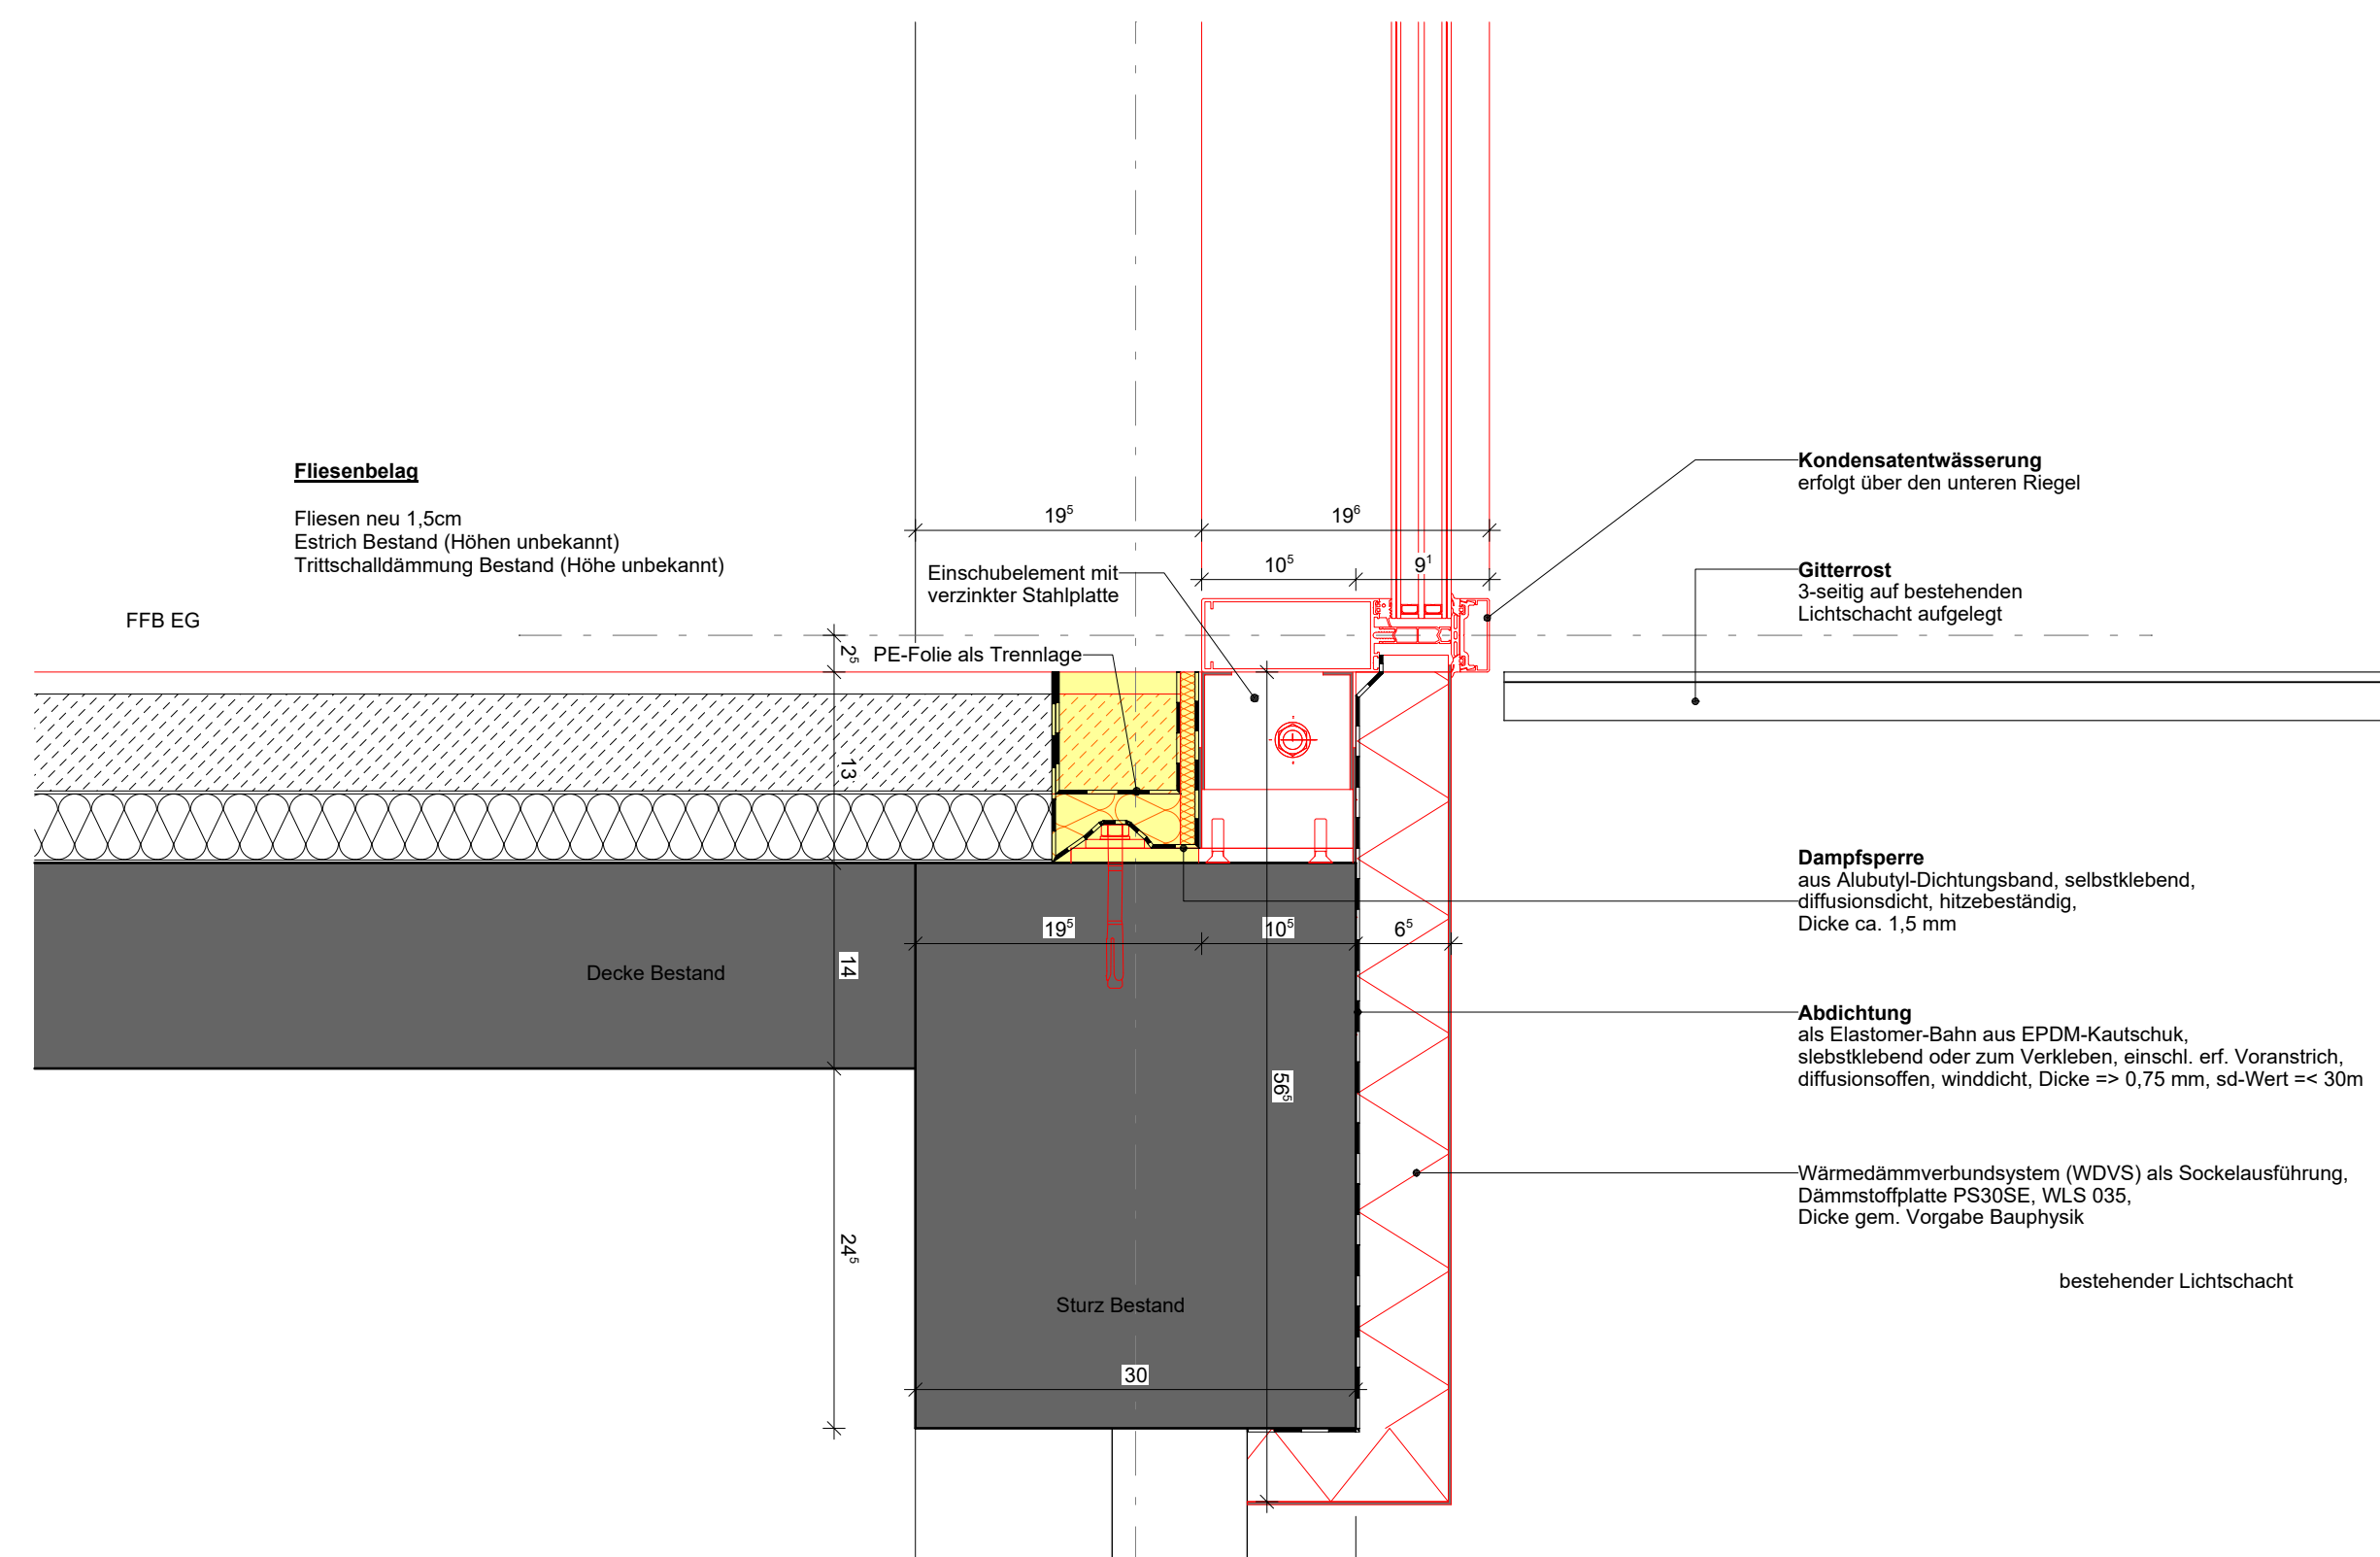 Fliesenbelag
Fliesen neu 1,5cm
Estrich Bestand (Höhen unbekannt)
Trittschalldämmung Bestand (Höhe unbekannt)
FFB EG
19⁵
19⁶
10⁵
9¹
Einschubelement mit
verzinkter Stahlplatte
PE-Folie als Trennlage
2⁵
13
14
24⁵
Kondensatentwässerung
erfolgt über den unteren Riegel
Gitterrost
3-seitig auf bestehenden
Lichtschacht aufgelegt
Dampfsperre
aus Alubutyl-Dichtungsband, selbstklebend,
diffusionsdicht, hitzebeständig,
Dicke ca. 1,5 mm
19⁵
10⁵
6⁵
Decke Bestand
Abdichtung
als Elastomer-Bahn aus EPDM-Kautschuk,
slebstklebend oder zum Verkleben, einschl. erf. Voranstrich,
diffusionsoffen, winddicht, Dicke => 0,75 mm, sd-Wert =< 30m
56⁵
Wärmedämmverbundsystem (WDVS) als Sockelausführung,
Dämmstoffplatte PS30SE, WLS 035,
Dicke gem. Vorgabe Bauphysik
bestehender Lichtschacht
Sturz Bestand
30